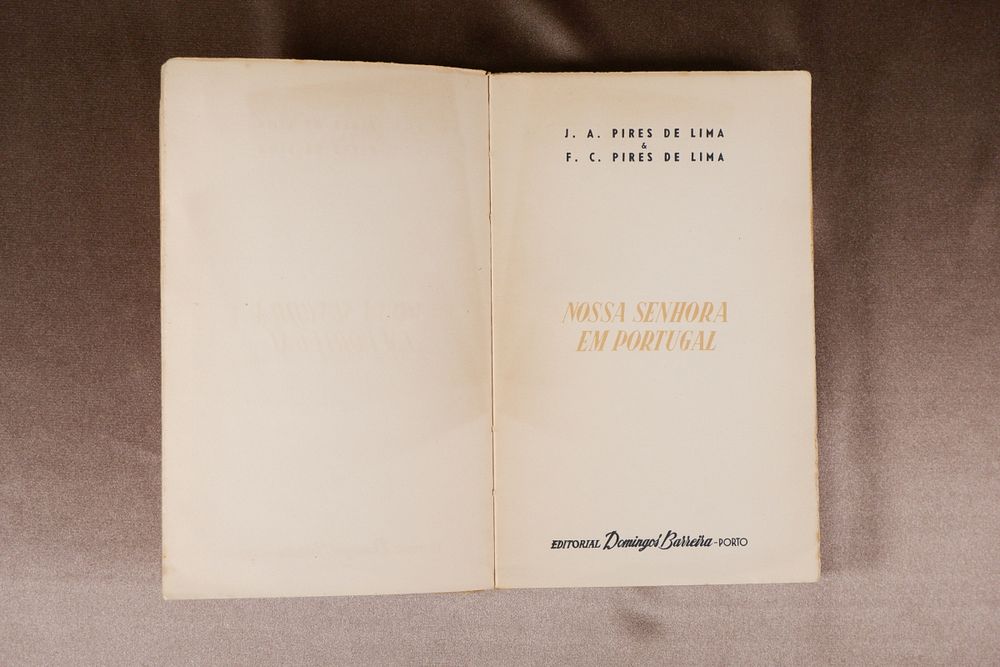 J. A. PIRES DE LIMA
&
F. C. PIRES DE LIMA
NOSSA SENHORA
EM PORTUGAL
EDITORIAL Domingos Barreira - PORTO